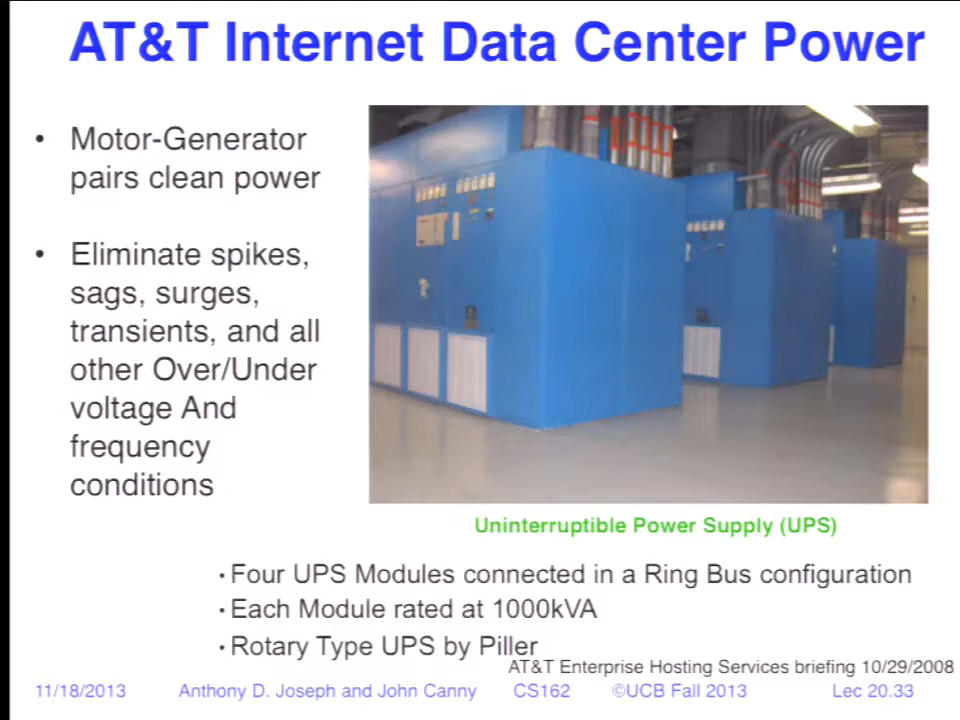 AT&T Internet Data Center Power
• Motor-Generator
pairs clean power
• Eliminate spikes,
sags, surges,
transients, and all
other Over/Under
voltage And
frequency
conditions
Uninterruptible Power Supply (UPS)
• Four UPS Modules connected in a Ring Bus configuration
• Each Module rated at 1000kVA
• Rotary Type UPS by Piller
AT&T Enterprise Hosting Services briefing 10/29/2008
11/18/2013 Anthony D. Joseph and John Canny CS162 ©UCB Fall 2013 Lec 20.33